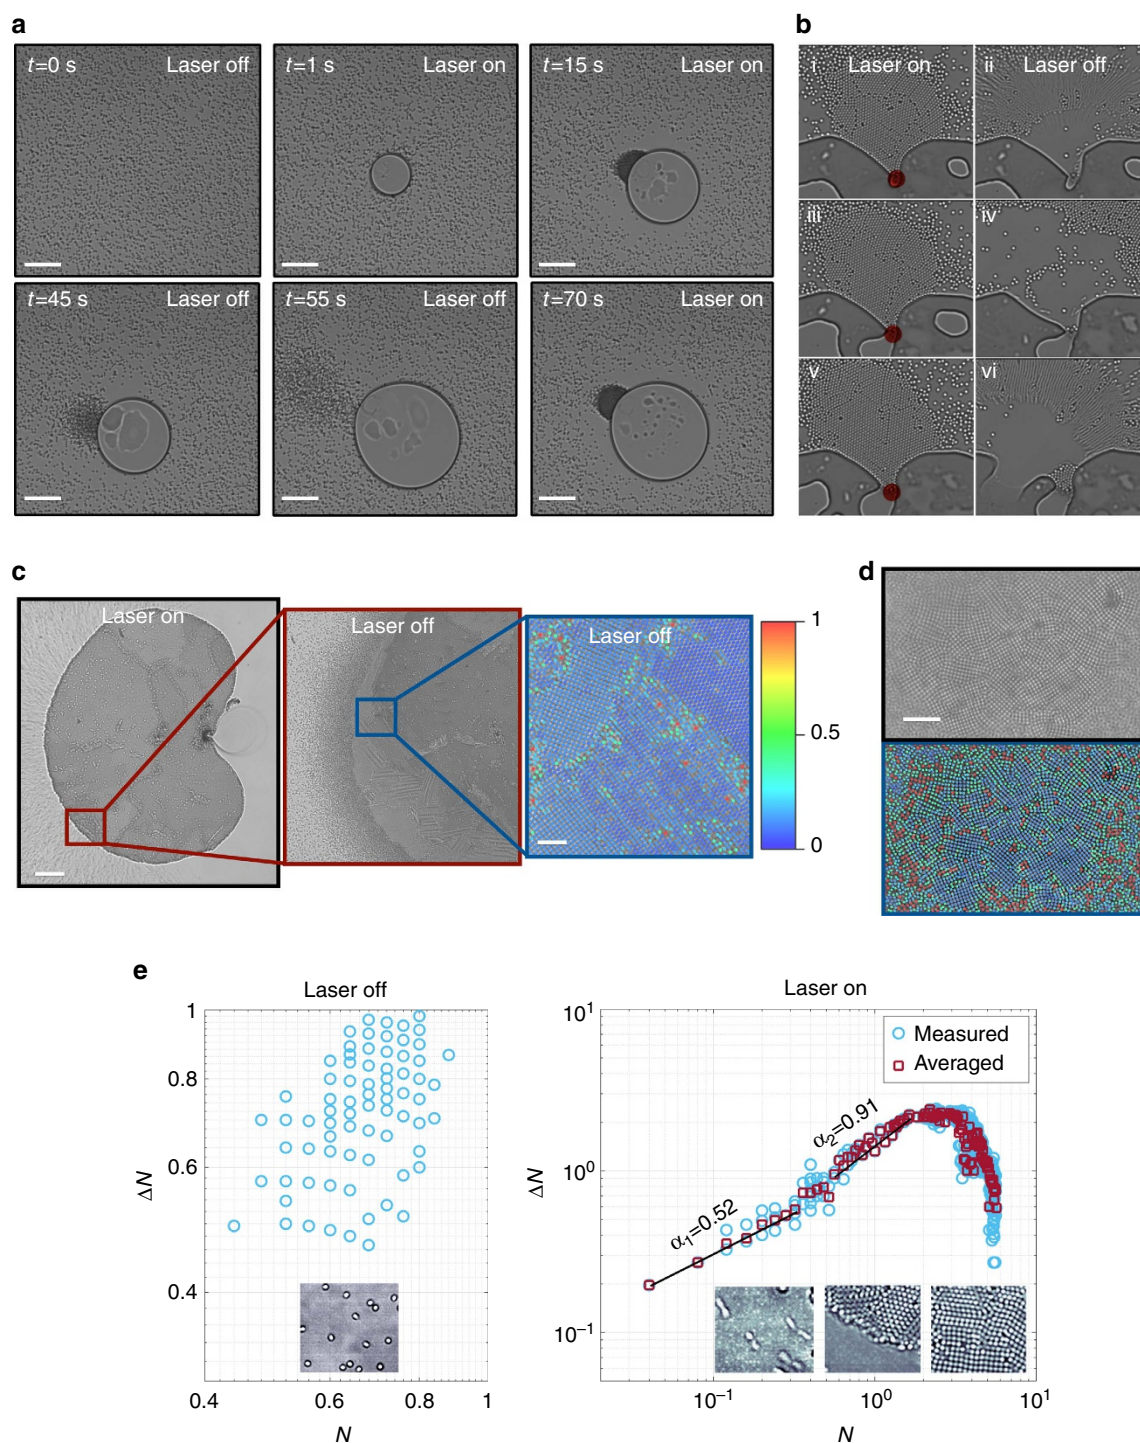 a
t=0 s Laser off
t=1 s Laser on
t=15 s Laser on
t=45 s Laser off
t=55 s Laser off
t=70 s Laser on
b
i Laser on
ii Laser off
iii
iv
v
vi
c
Laser on
Laser off
Laser off
1
0.5
0
d
e
Laser off
1
0.8
0.6
0.4
ΔN
0.4
0.6
0.8
1
N
Laser on
Measured
Averaged
α₁=0.52
α₂=0.91
10¹
10⁰
10⁻¹
ΔN
10⁻¹
10⁰
10¹
N